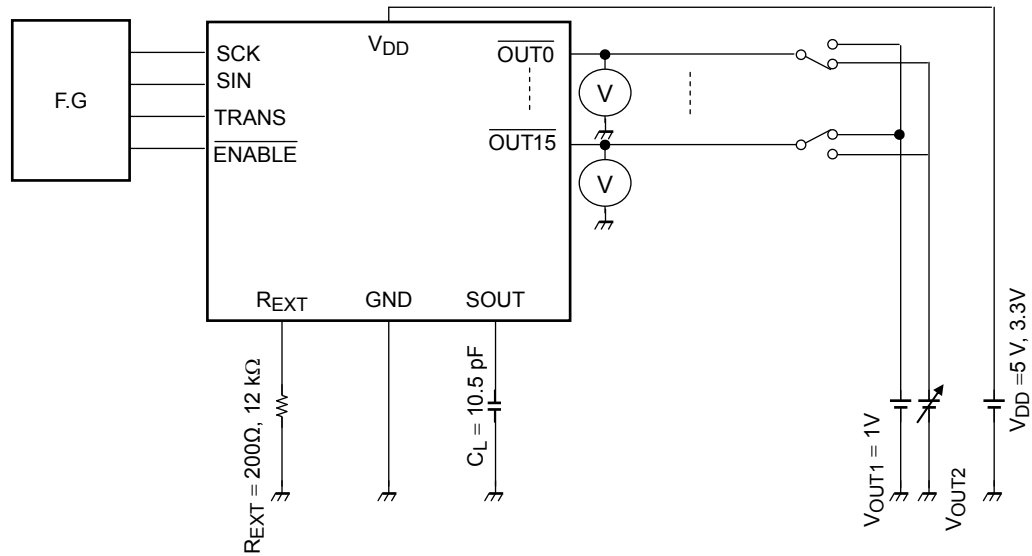 F.G
SCK
SIN
TRANS
ENABLE
VDD
OUT0
OUT15
V
V
REXT
GND
SOUT
REXT = 200Ω, 12 kΩ
CL = 10.5 pF
VOUT1 = 1V
VOUT2
VDD =5 V, 3.3V